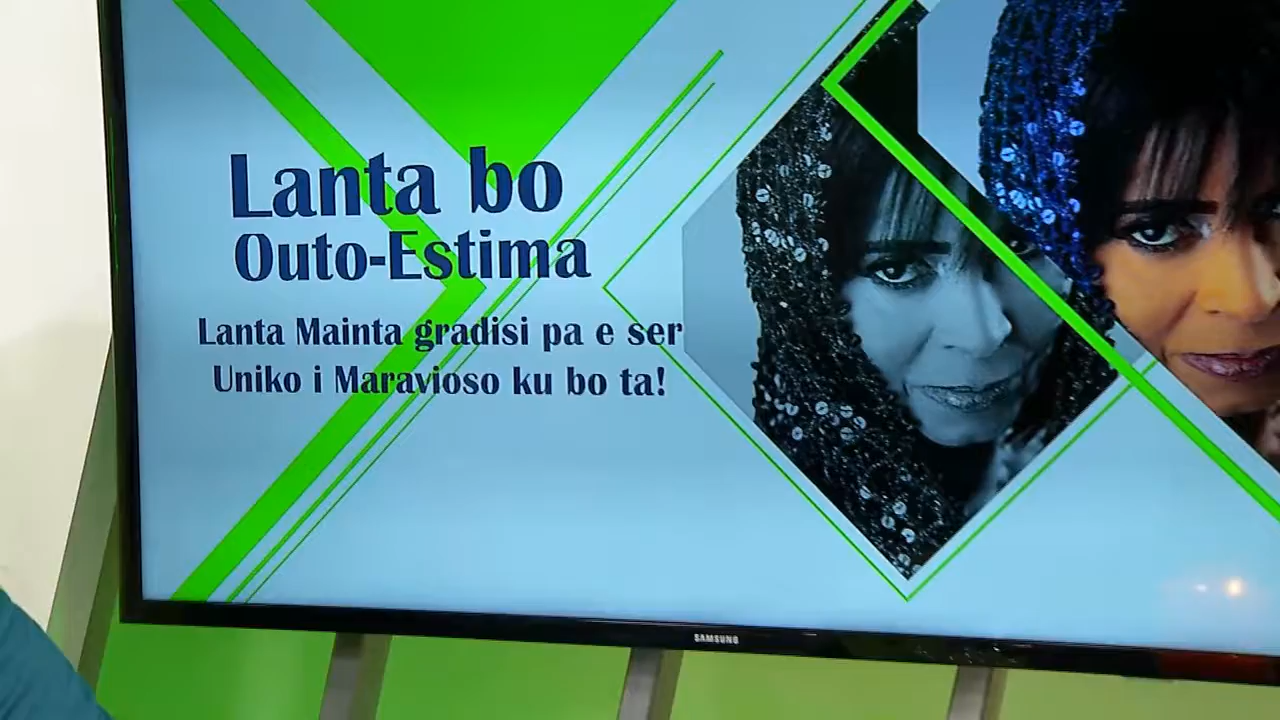 Lanta bo
Outo-Estima
Lanta Mainta gradisi pa e ser
Uniko i Maravioso ku bo ta!
SAMSUNG